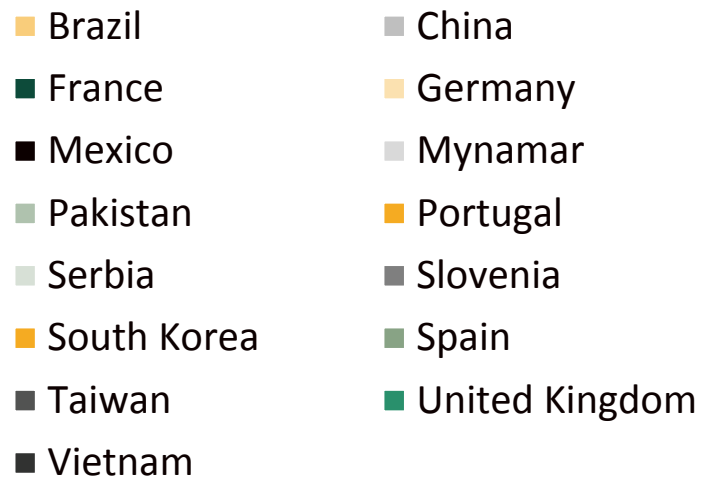 Brazil China
France Germany
Mexico Mynamar
Pakistan Portugal
Serbia Slovenia
South Korea Spain
Taiwan United Kingdom
Vietnam